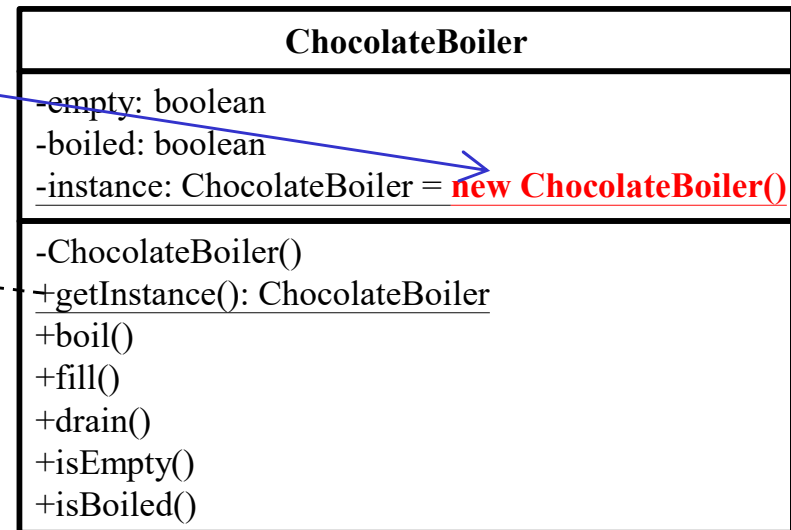 ChocolateBoiler
-empty: boolean
-boiled: boolean
-instance: ChocolateBoiler = new ChocolateBoiler()
-ChocolateBoiler()
+getInstance(): ChocolateBoiler
+boil()
+fill()
+drain()
+isEmpty()
+isBoiled()